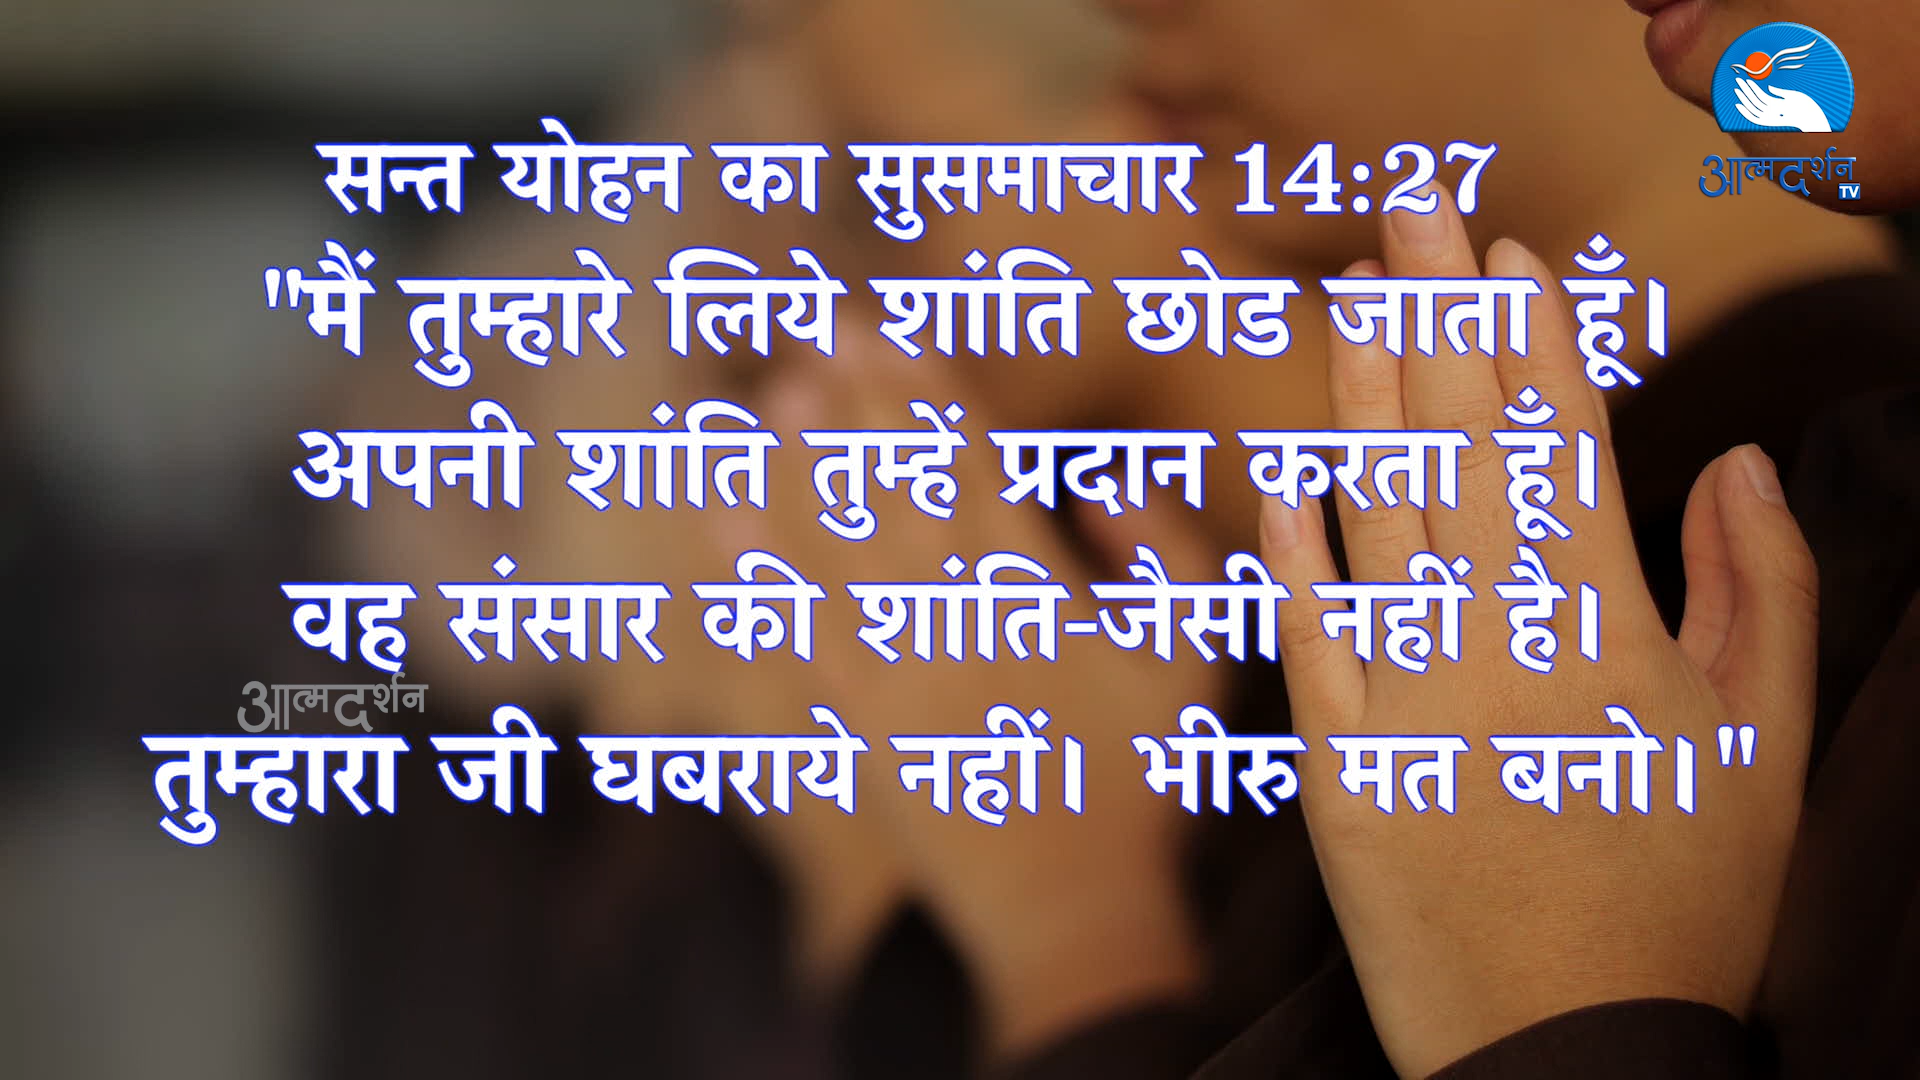 आत्मदर्शन
TV
सन्त योहन का सुसमाचार 14:27
"मैं तुम्हारे लिये शांति छोड जाता हूँ।
अपनी शांति तुम्हें प्रदान करता हूँ।
वह संसार की शांति-जैसी नहीं है।
आत्मदर्शन
तुम्हारा जी घबराये नहीं। भीरु मत बनो।"